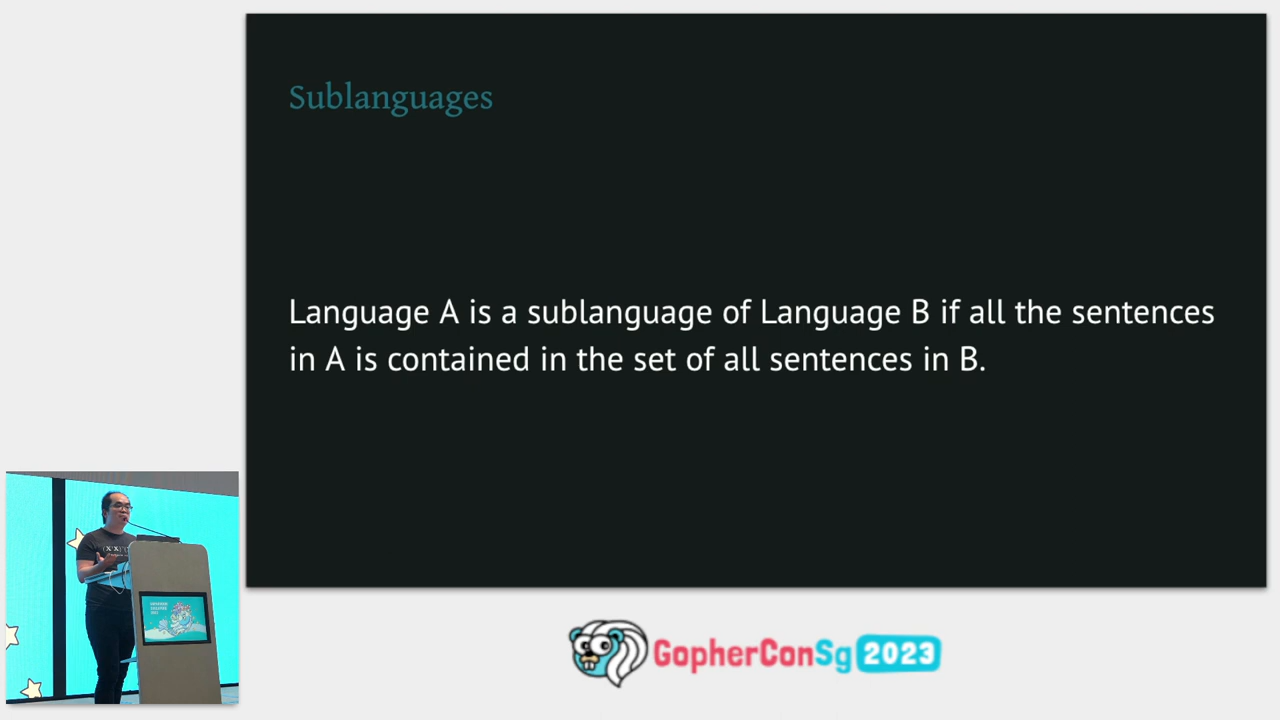 Sublanguages
Language A is a sublanguage of Language B if all the sentences
in A is contained in the set of all sentences in B.
GopherConSg 2023